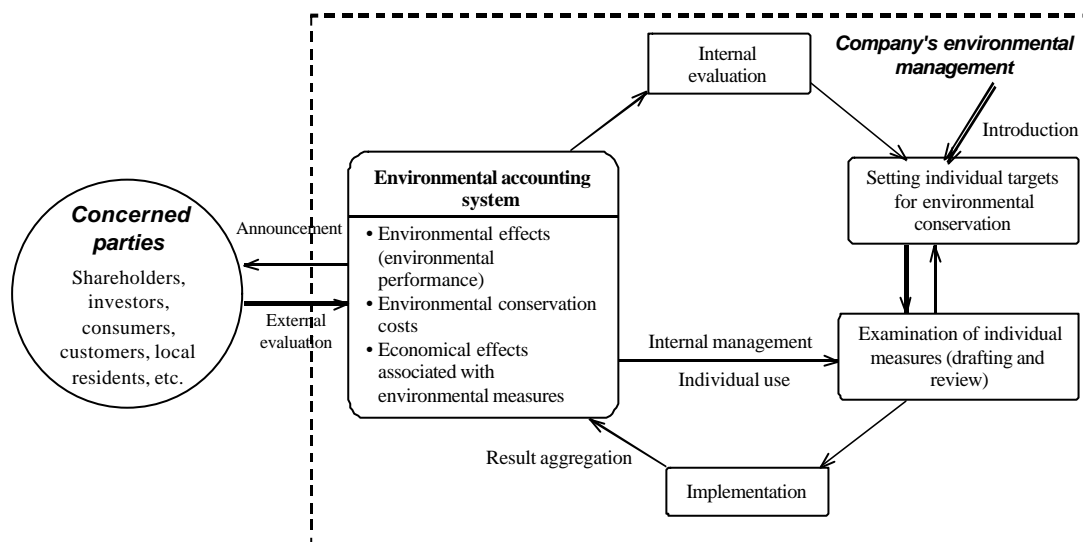 Internal
evaluation
Company's environmental
management
Introduction
Setting individual targets
for environmental
conservation
Environmental accounting
system
• Environmental effects
(environmental
performance)
• Environmental conservation
costs
• Economical effects
associated with
environmental measures
Concerned
parties
Shareholders,
investors,
consumers,
customers, local
residents, etc.
Announcement
External
evaluation
Internal management
Individual use
Examination of individual
measures (drafting and
review)
Result aggregation
Implementation